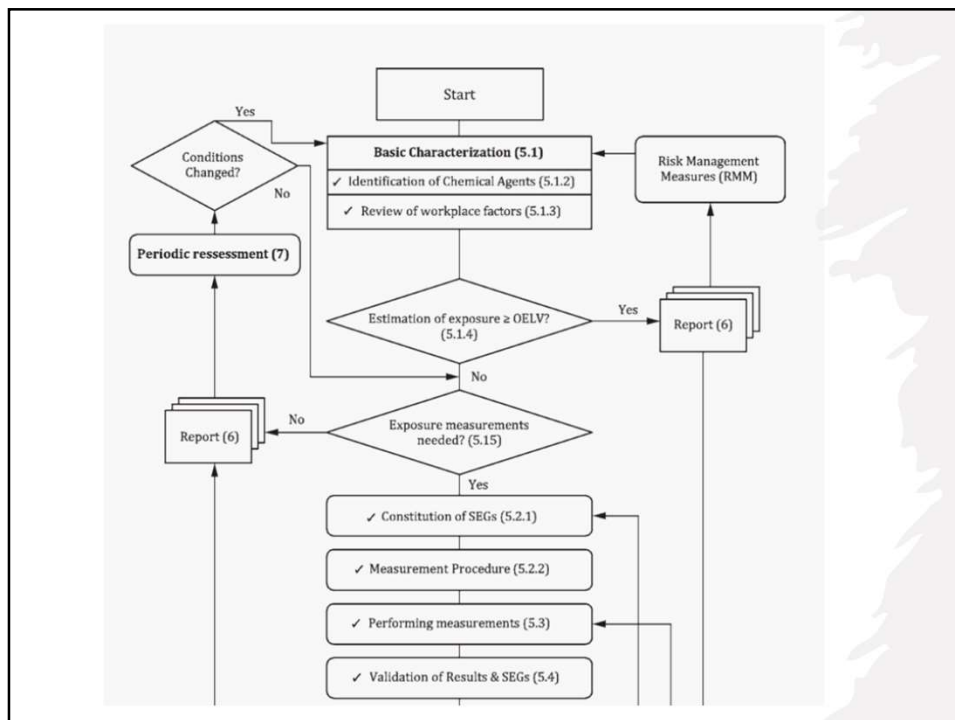 Start
Yes
Conditions
Changed?
No
Basic Characterization (5.1)
✓ Identification of Chemical Agents (5.1.2)
✓ Review of workplace factors (5.1.3)
Risk Management
Measures (RMM)
Periodic ressessment (7)
Estimation of exposure ≥ OELV?
(5.1.4)
Yes
Report (6)
No
Exposure measurements
needed? (5.15)
No
Report (6)
Yes
✓ Constitution of SEGs (5.2.1)
✓ Measurement Procedure (5.2.2)
✓ Performing measurements (5.3)
✓ Validation of Results & SEGs (5.4)